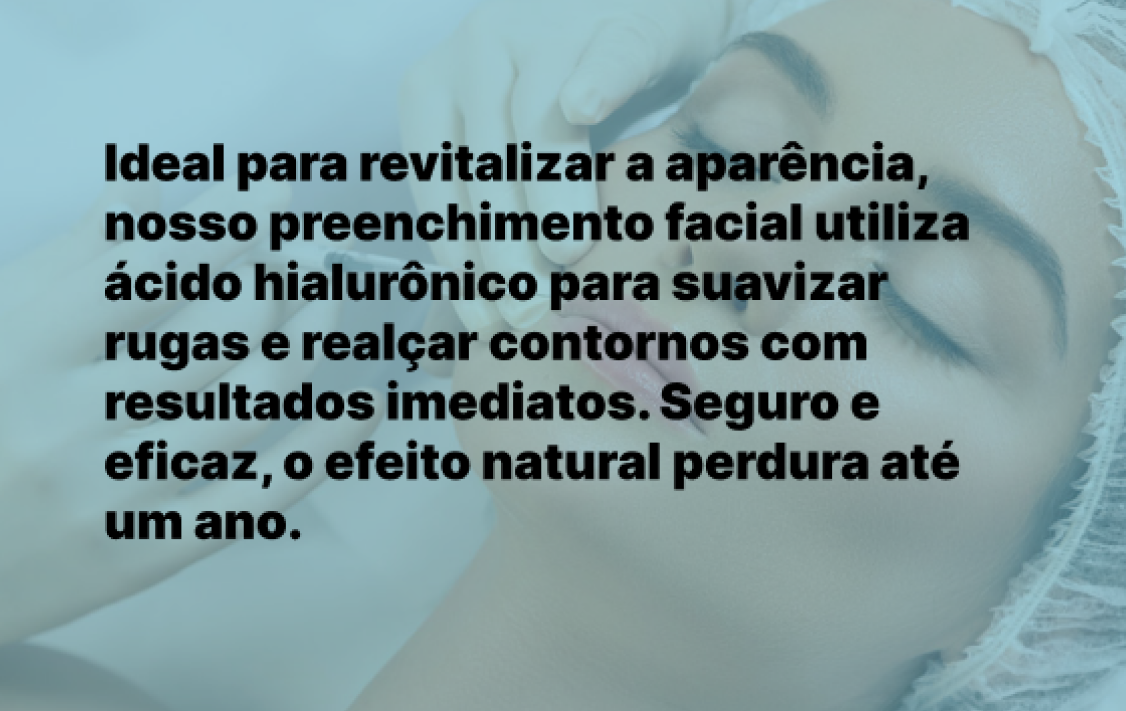 Ideal para revitalizar a aparência,
nosso preenchimento facial utiliza
ácido hialurônico para suavizar
rugas e realçar contornos com
resultados imediatos. Seguro e
eficaz, o efeito natural perdura até
um ano.